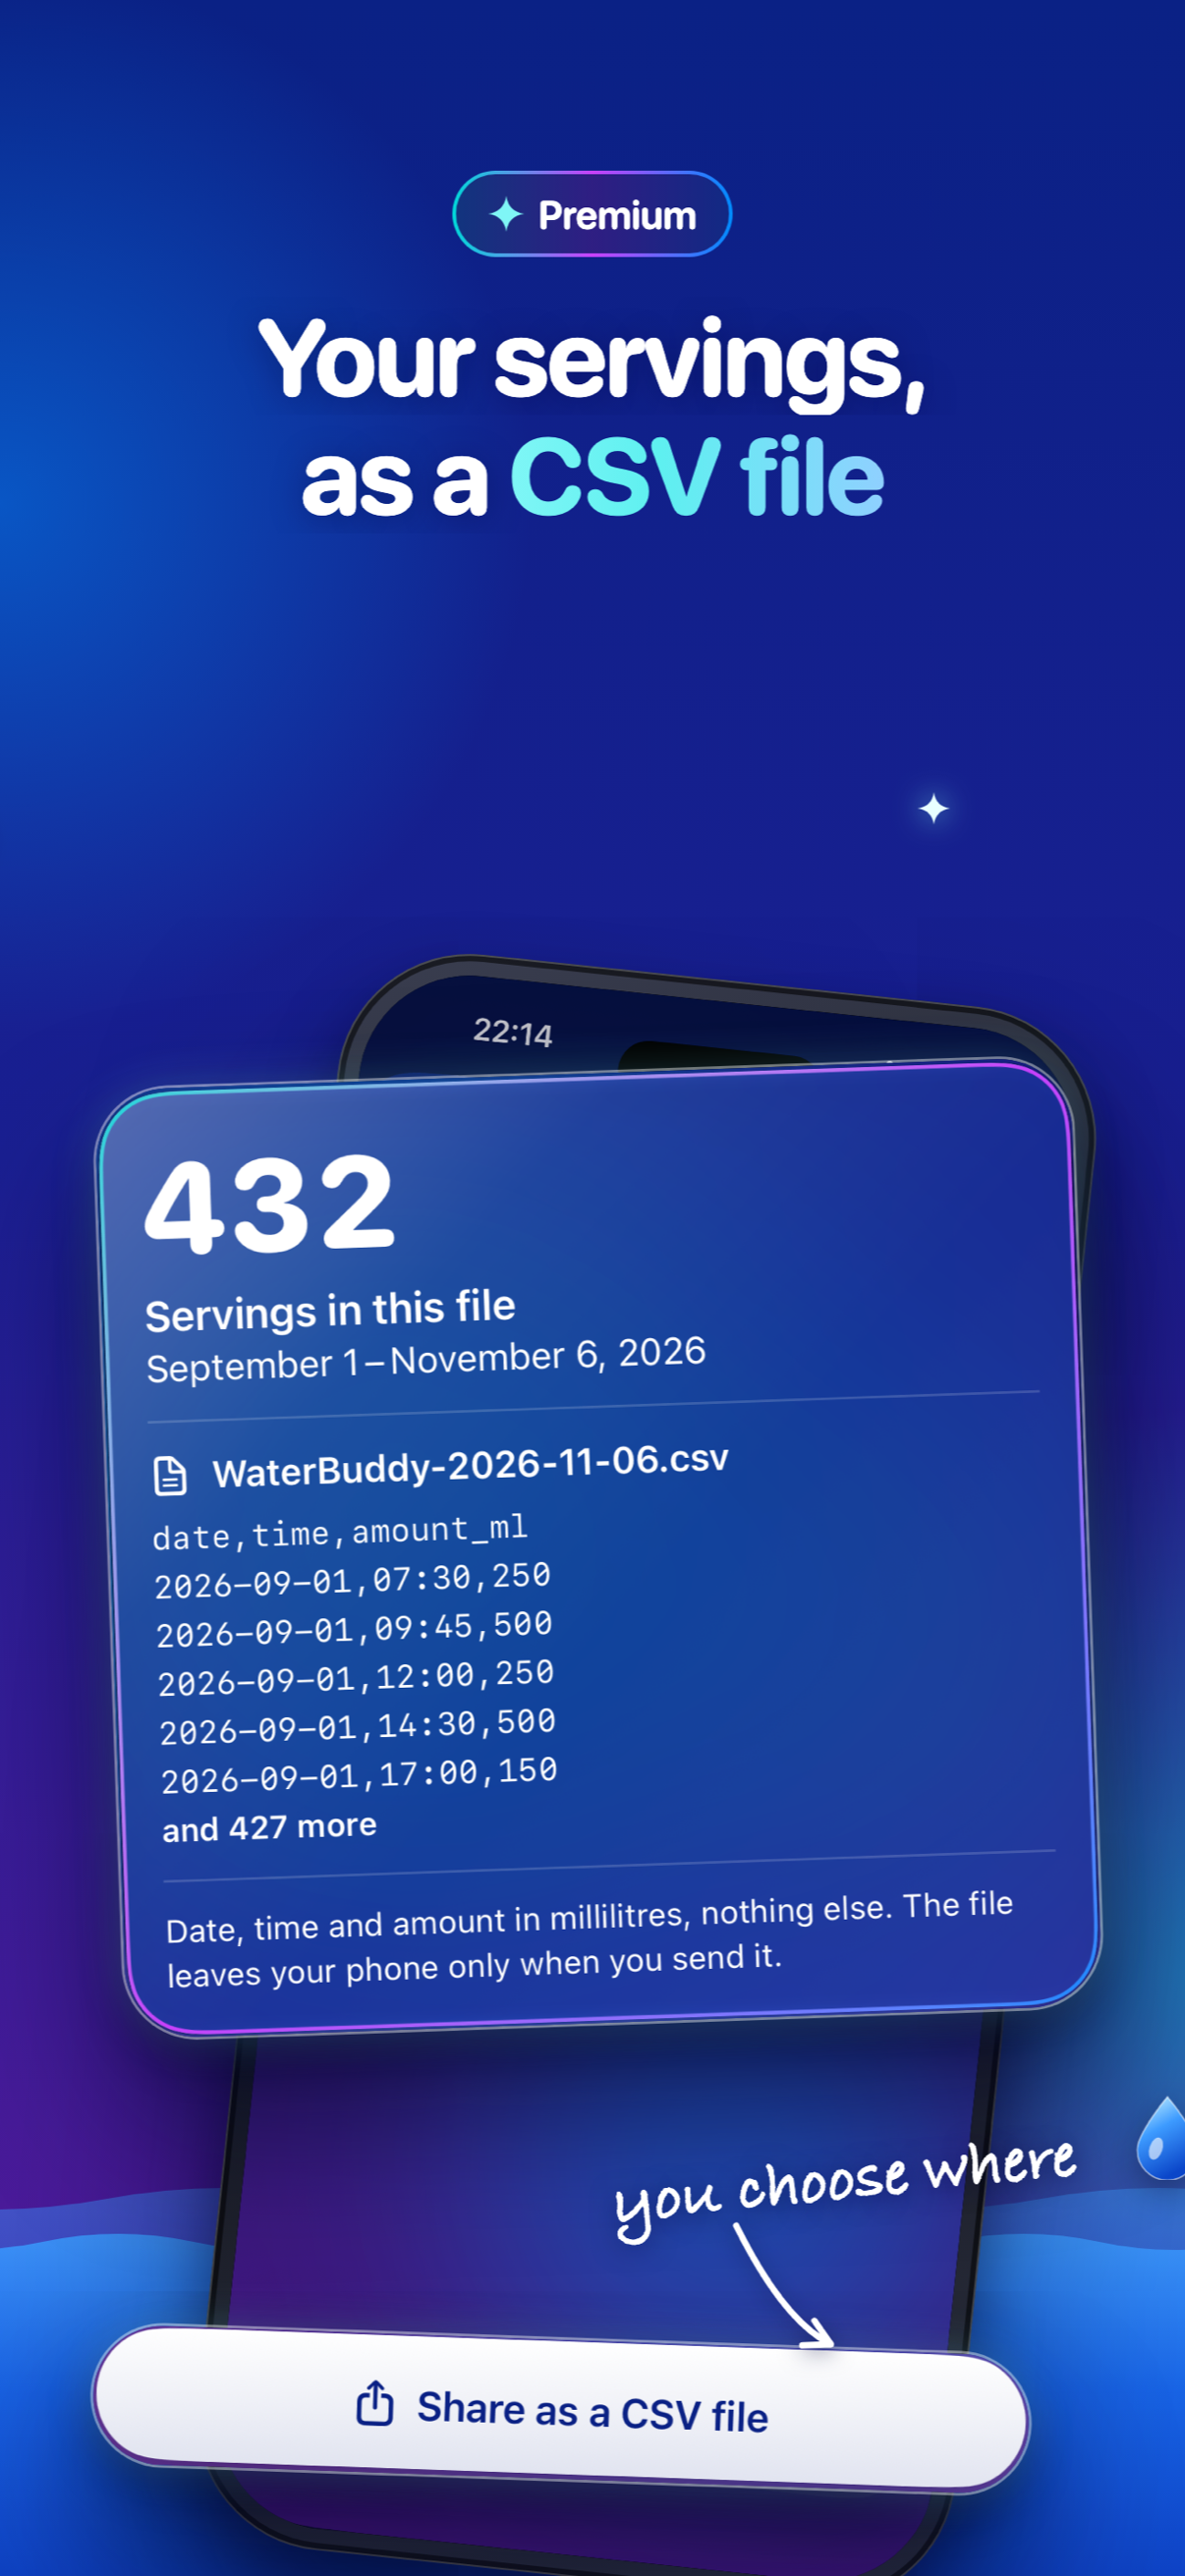 Premium
Your servings,
as a CSV file
22:14
432
Servings in this file
September 1–November 6, 2026
WaterBuddy-2026-11-06.csv
date,time,amount_ml
2026-09-01,07:30,250
2026-09-01,09:45,500
2026-09-01,12:00,250
2026-09-01,14:30,500
2026-09-01,17:00,150
and 427 more
Date, time and amount in millilitres, nothing else. The file
leaves your phone only when you send it.
you choose where
Share as a CSV file